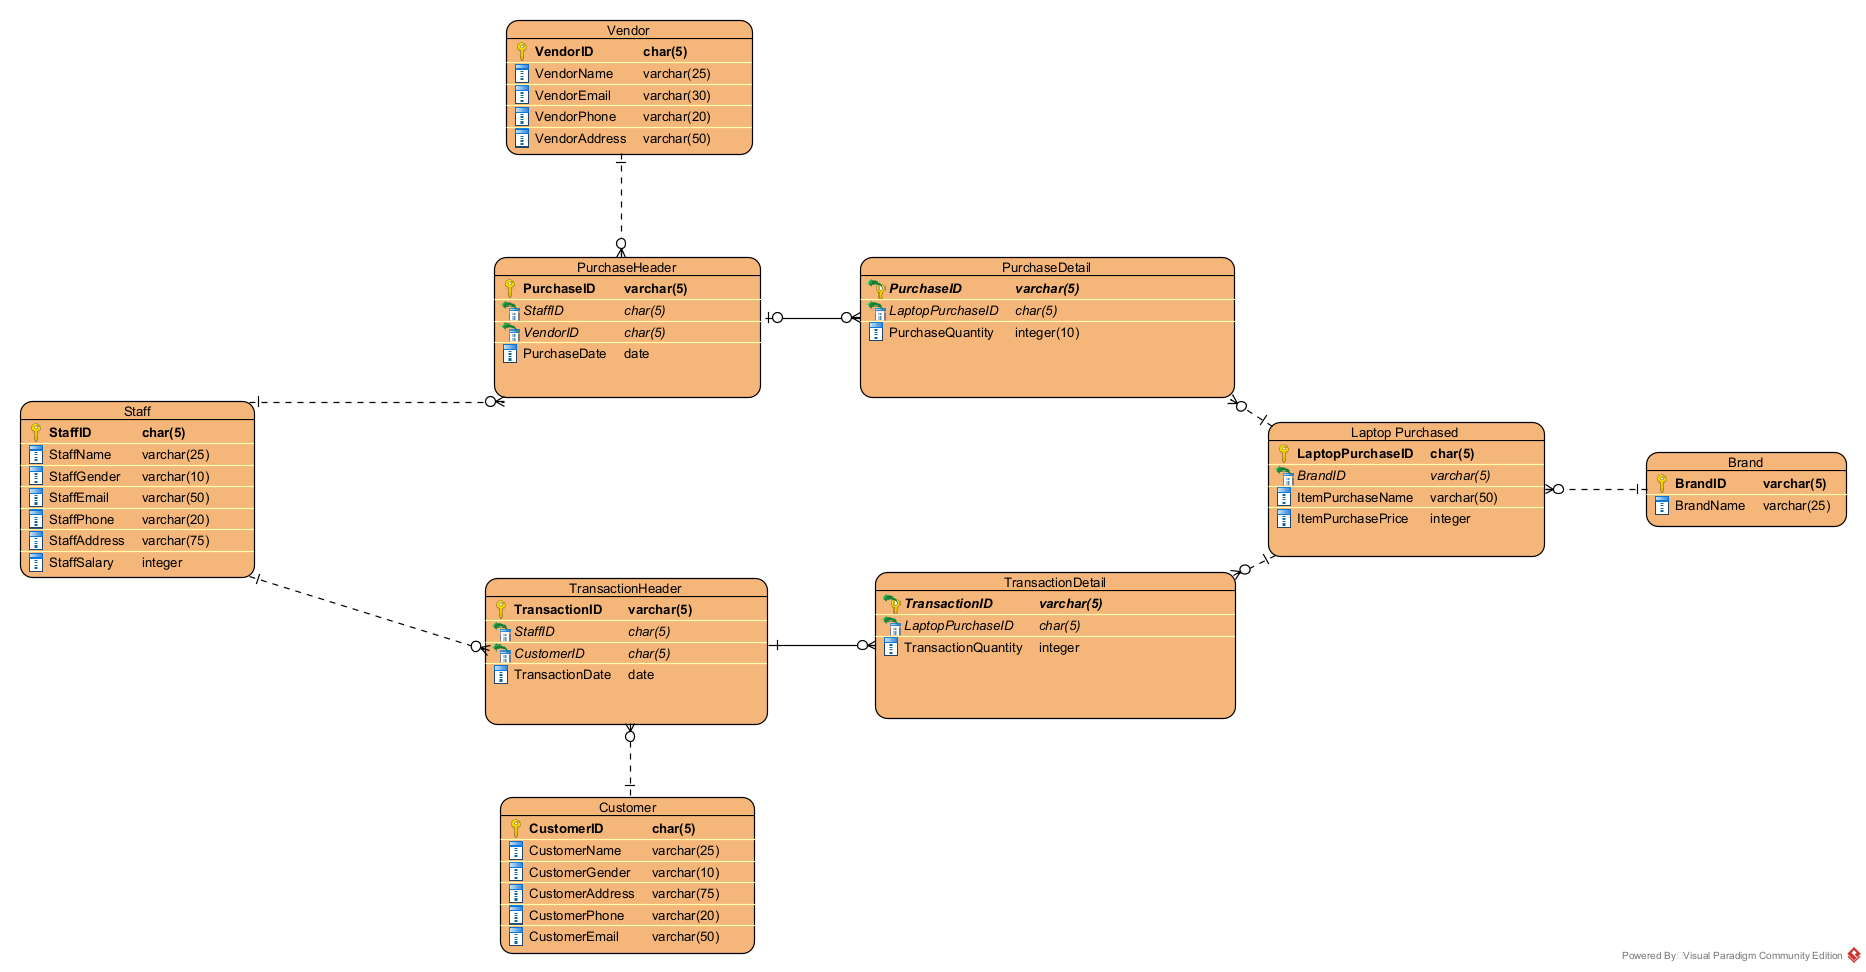 Vendor
VendorID char(5)
VendorName varchar(25)
VendorEmail varchar(30)
VendorPhone varchar(20)
VendorAddress varchar(50)
PurchaseHeader
PurchaseID varchar(5)
StaffID char(5)
VendorID char(5)
PurchaseDate date
PurchaseDetail
PurchaseID varchar(5)
LaptopPurchaseID char(5)
PurchaseQuantity integer(10)
Staff
StaffID char(5)
StaffName varchar(25)
StaffGender varchar(10)
StaffEmail varchar(50)
StaffPhone varchar(20)
StaffAddress varchar(75)
StaffSalary integer
Laptop Purchased
LaptopPurchaseID char(5)
BrandID varchar(5)
ItemPurchaseName varchar(50)
ItemPurchasePrice integer
Brand
BrandID varchar(5)
BrandName varchar(25)
TransactionHeader
TransactionID varchar(5)
StaffID char(5)
CustomerID char(5)
TransactionDate date
TransactionDetail
TransactionID varchar(5)
LaptopPurchaseID char(5)
TransactionQuantity integer
Customer
CustomerID char(5)
CustomerName varchar(25)
CustomerGender varchar(10)
CustomerAddress varchar(75)
CustomerPhone varchar(20)
CustomerEmail varchar(50)
Powered By Visual Paradigm Community Edition